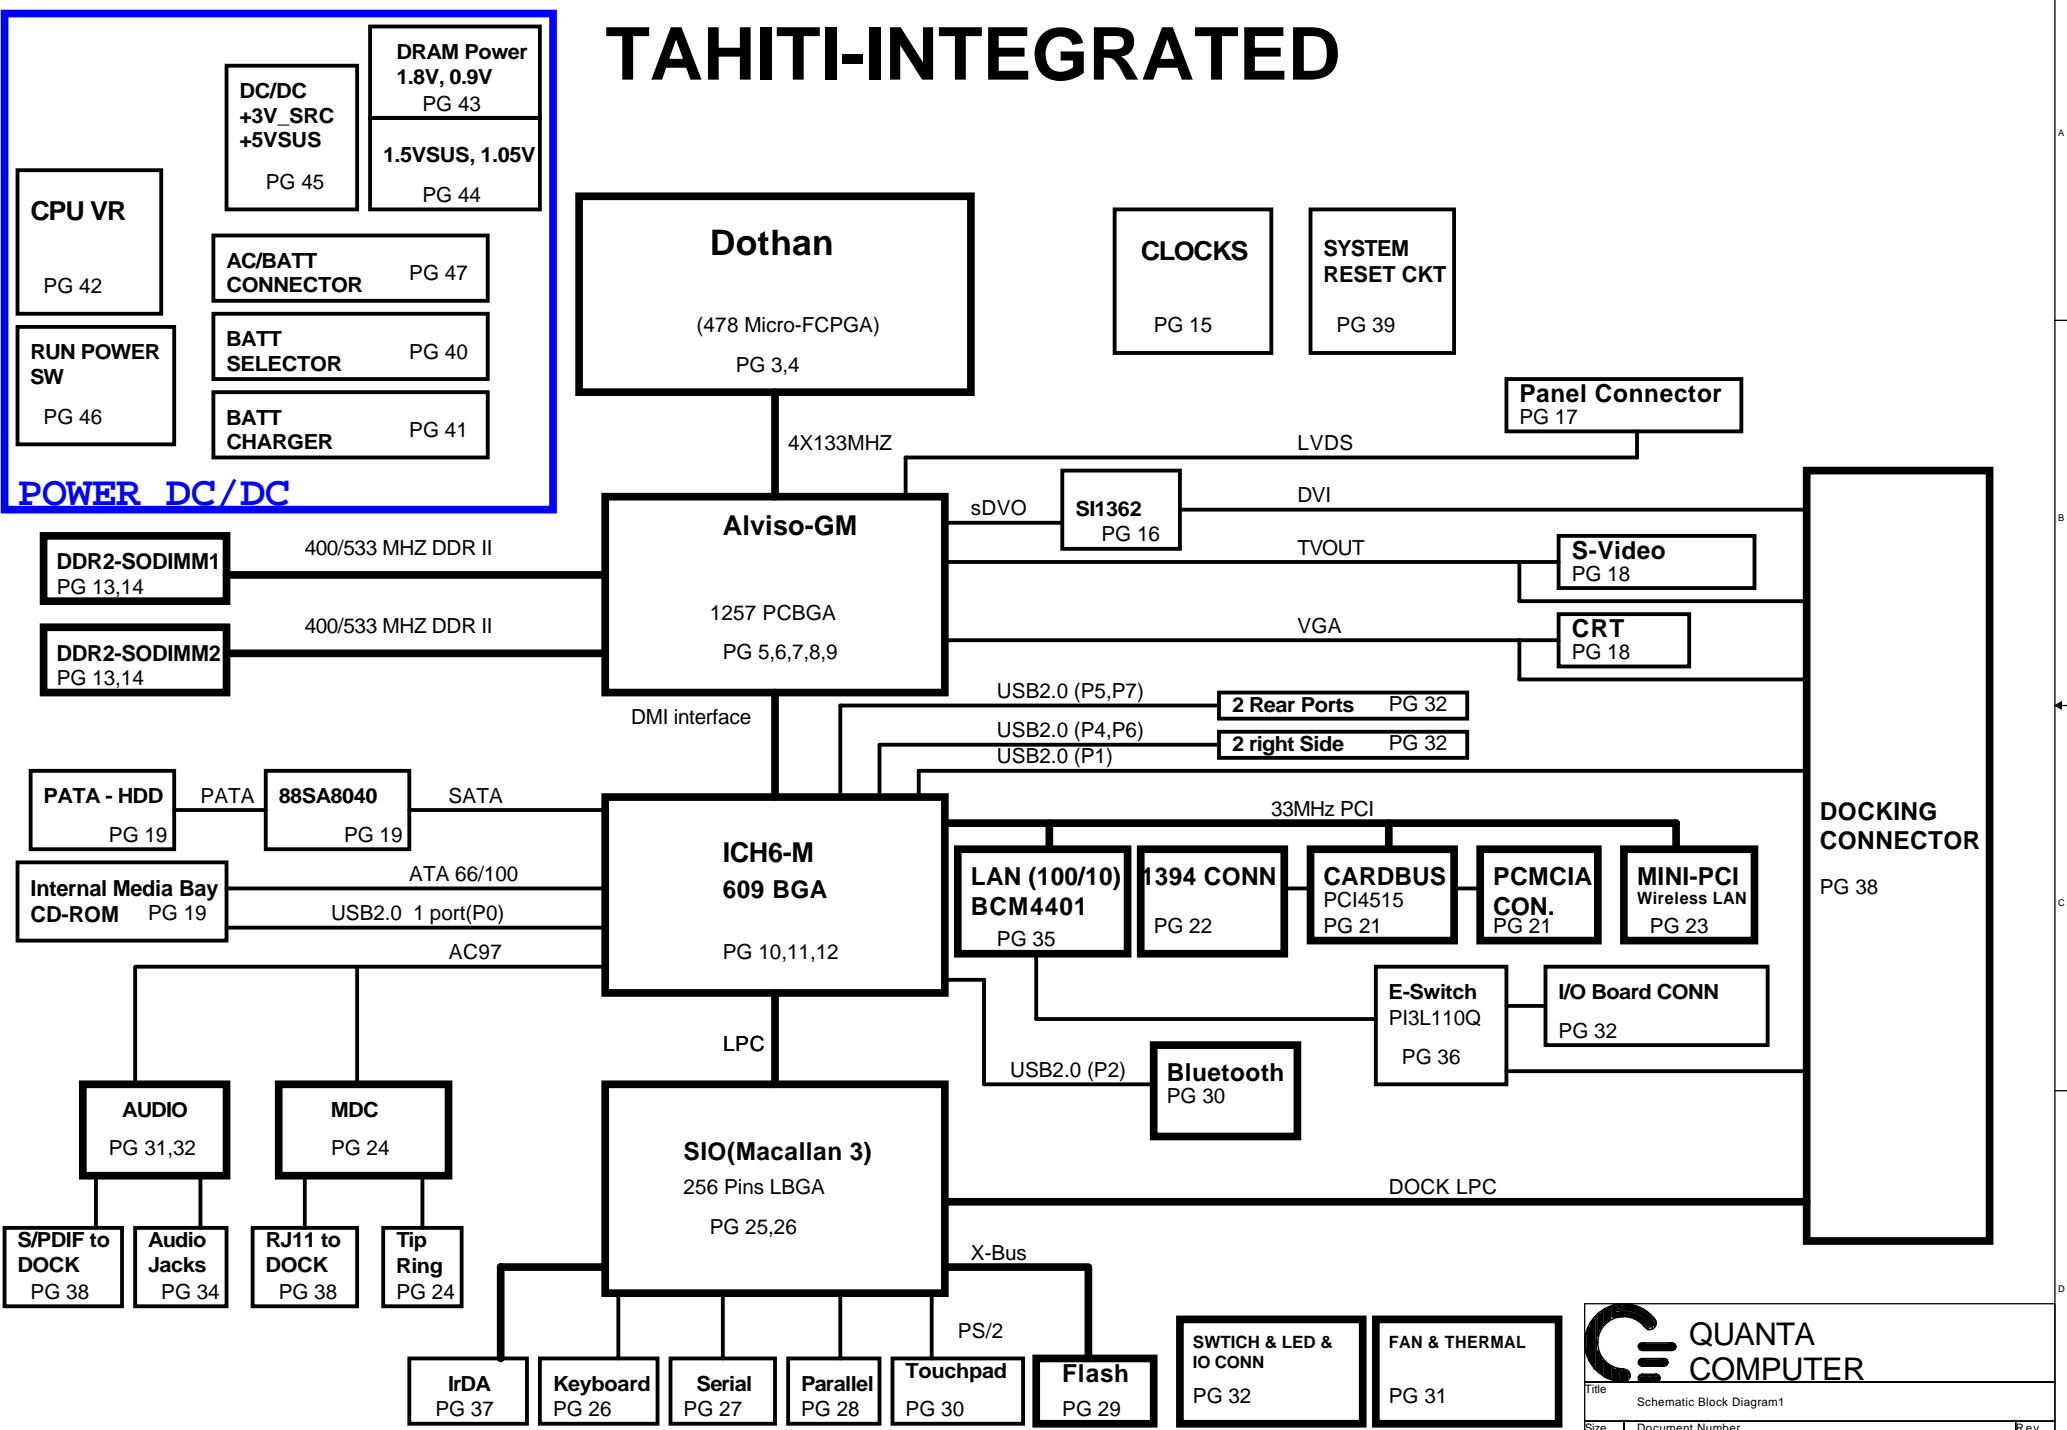 TAHITI-INTEGRATED
DRAM Power
1.8V, 0.9V
PG 43
DC/DC
+3V_SRC
+5VSUS
PG 45
1.5VSUS, 1.05V
PG 44
CPU VR
PG 42
AC/BATT
CONNECTOR
PG 47
RUN POWER
SW
PG 46
BATT
SELECTOR
PG 40
BATT
CHARGER
PG 41
POWER DC/DC
Dothan
(478 Micro-FCPGA)
PG 3,4
CLOCKS
PG 15
SYSTEM
RESET CKT
PG 39
Panel Connector
PG 17
4X133MHZ
LVDS
Alviso-GM
1257 PCBGA
PG 5,6,7,8,9
sDVO
SI1362
PG 16
DVI
TVOUT
S-Video
PG 18
VGA
CRT
PG 18
DDR2-SODIMM1
PG 13,14
400/533 MHZ DDR II
DDR2-SODIMM2
PG 13,14
400/533 MHZ DDR II
DMI interface
USB2.0 (P5,P7)
2 Rear Ports PG 32
USB2.0 (P4,P6)
2 right Side PG 32
USB2.0 (P1)
DOCKING
CONNECTOR
PG 38
PATA - HDD
PG 19
PATA
88SA8040
PG 19
SATA
Internal Media Bay
CD-ROM PG 19
ATA 66/100
USB2.0 1 port(P0)
AC97
ICH6-M
609 BGA
PG 10,11,12
33MHz PCI
LAN (100/10)
BCM4401
PG 35
1394 CONN
PG 22
CARDBUS
PCI4515
PG 21
PCMCIA
CON.
PG 21
MINI-PCI
Wireless LAN
PG 23
E-Switch
PI3L110Q
PG 36
I/O Board CONN
PG 32
LPC
USB2.0 (P2)
Bluetooth
PG 30
AUDIO
PG 31,32
MDC
PG 24
S/PDIF to
DOCK
PG 38
Audio
Jacks
PG 34
RJ11 to
DOCK
PG 38
Tip
Ring
PG 24
SIO(Macallan 3)
256 Pins LBGA
PG 25,26
DOCK LPC
X-Bus
PS/2
IrDA
PG 37
Keyboard
PG 26
Serial
PG 27
Parallel
PG 28
Touchpad
PG 30
Flash
PG 29
SWTICH & LED &
IO CONN
PG 32
FAN & THERMAL
PG 31
QUANTA
COMPUTER
Title
Schematic Block Diagram1
Size
Document Number
Rev
A
B
C
D